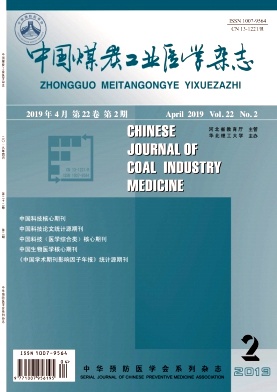 ISSN 1007-9564
CN 13-1221/R
中国煤炭工业医学杂志
ZHONGGUO MEITANGONGYE YIXUEZAZHI
2019年4月 第22卷 第2期
April 2019 Vol. 22 No. 2
CHINESE
JOURNAL OF
COAL INDUSTRY
MEDICINE
河北省教育厅 主管
华北理工大学 主办
中国科技核心期刊
中国科技论文统计源期刊
中国科技（医学综合类）核心期刊
中国生物医学核心期刊
《中国学术期刊影响因子年报》统计源期刊
ISSN 1007-9564
9 771007 956195
04
2
2019
中华预防医学会系列杂志
SERIAL JOURNAL OF CHINESE PREVENTIVE MEDICINE ASSOCIATION